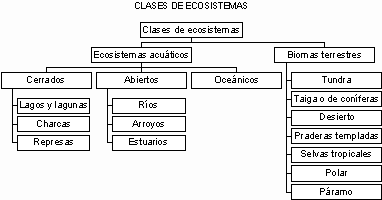 CLASES DE ECOSISTEMAS
Clases de ecosistemas
Ecosistemas acuáticos
Biomas terrestres
Cerrados
Abiertos
Oceánicos
Tundra
Lagos y lagunas
Ríos
Taiga o de coníferas
Charcas
Arroyos
Desierto
Represas
Estuarios
Praderas templadas
Selvas tropicales
Polar
Páramo